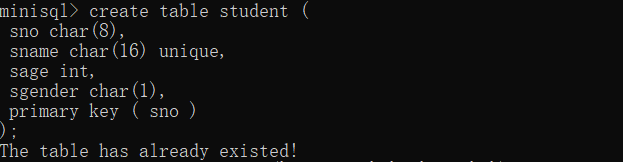 minisql> create table student (
 sno char(8),
 sname char(16) unique,
 sage int,
 sgender char(1),
 primary key ( sno )
);
The table has already existed!